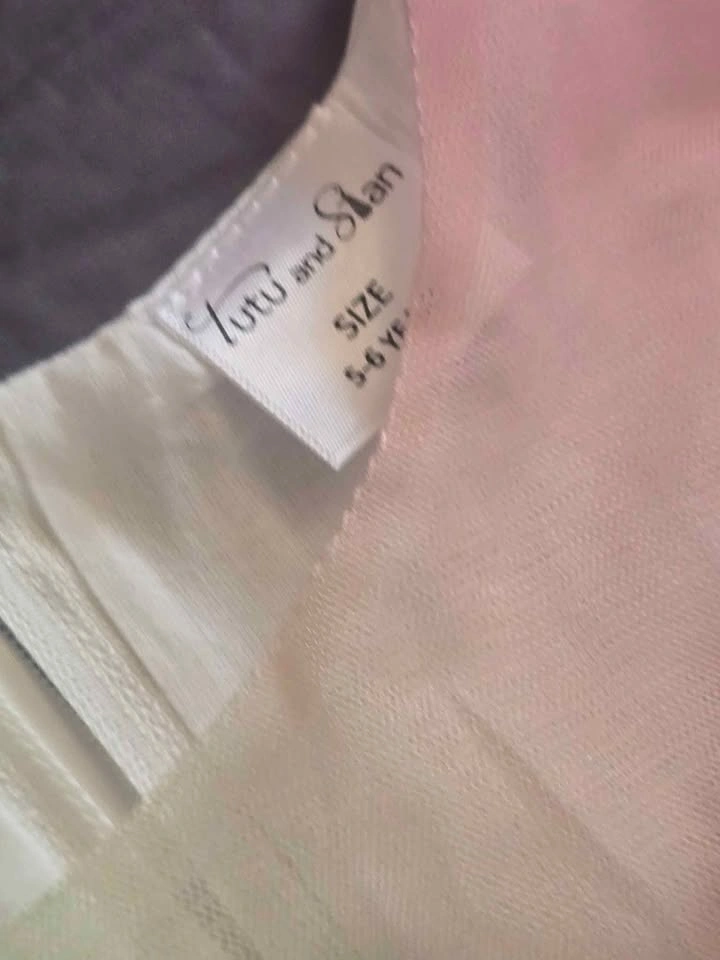 Tutu and Stan
SIZE
5-6